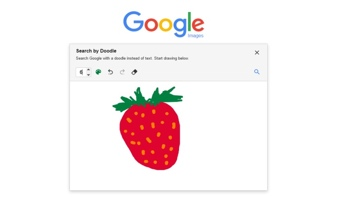 Google
images
Search by Doodle
Search Google with a doodle instead of text. Start drawing below.